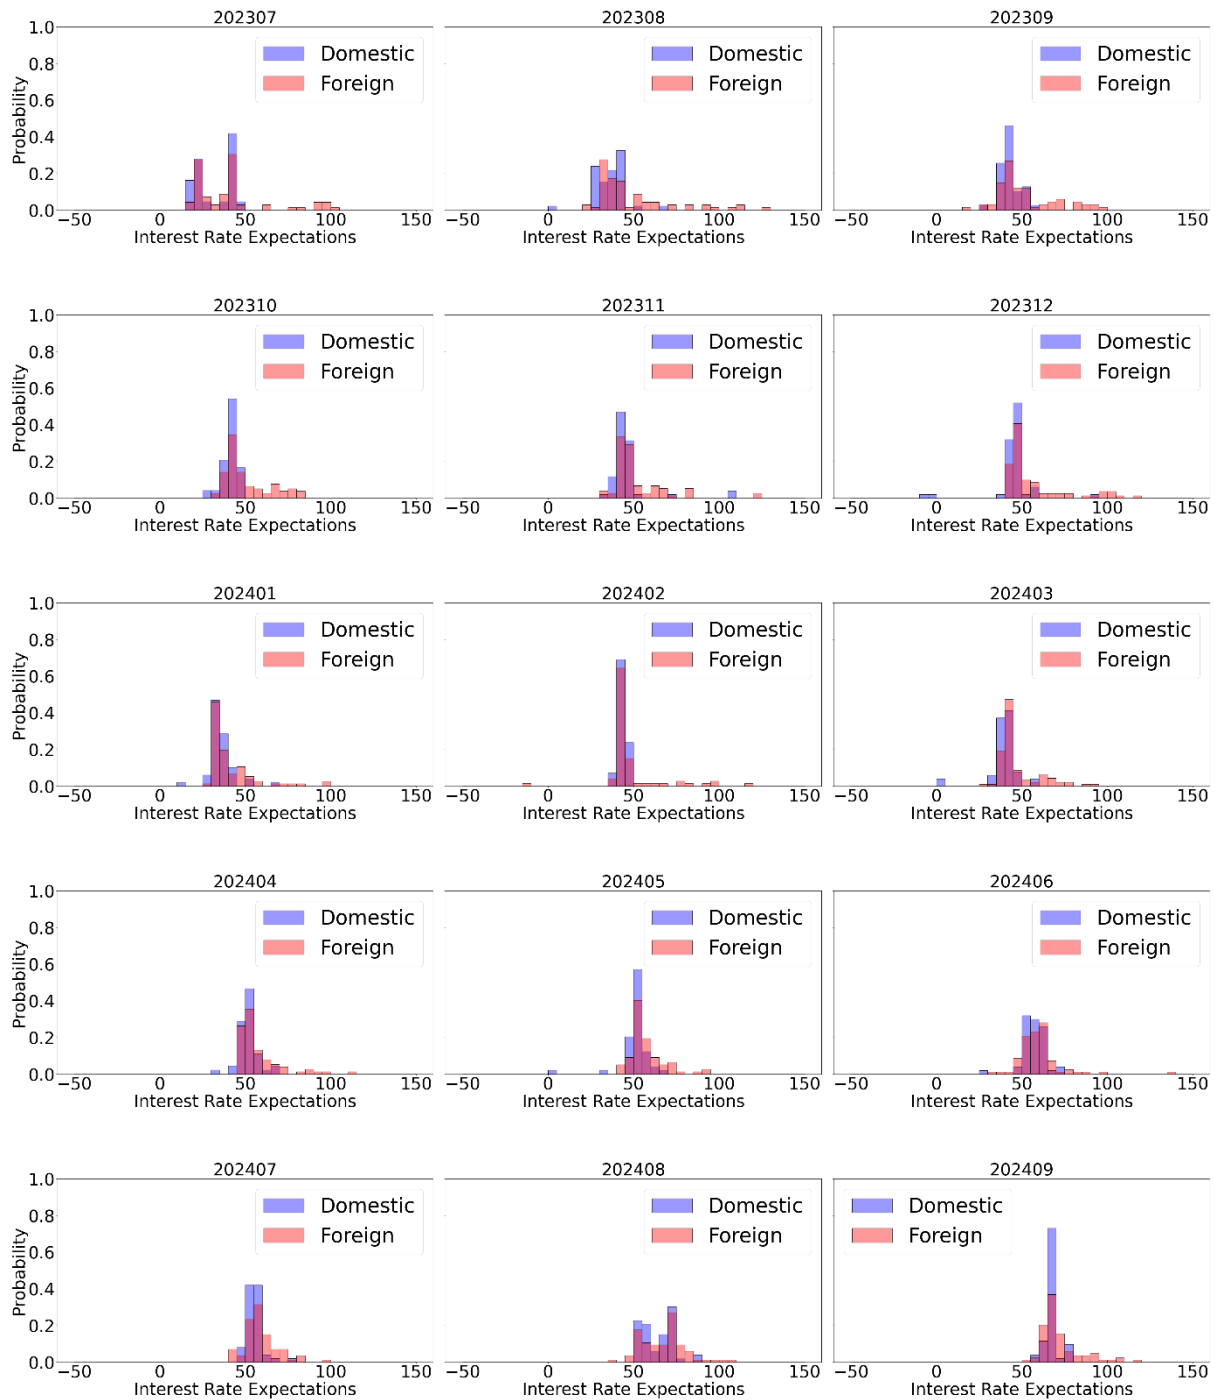 202307 202308 202309
1.0
0.8
0.6
0.4
0.2
0.0
Probability
Domestic
Foreign
Domestic
Foreign
Domestic
Foreign
−50 0 50 100 150 −50 0 50 100 150 −50 0 50 100 150
Interest Rate Expectations Interest Rate Expectations Interest Rate Expectations
202310 202311 202312
1.0
0.8
0.6
0.4
0.2
0.0
Probability
Domestic
Foreign
Domestic
Foreign
Domestic
Foreign
−50 0 50 100 150 −50 0 50 100 150 −50 0 50 100 150
Interest Rate Expectations Interest Rate Expectations Interest Rate Expectations
202401 202402 202403
1.0
0.8
0.6
0.4
0.2
0.0
Probability
Domestic
Foreign
Domestic
Foreign
Domestic
Foreign
−50 0 50 100 150 −50 0 50 100 150 −50 0 50 100 150
Interest Rate Expectations Interest Rate Expectations Interest Rate Expectations
202404 202405 202406
1.0
0.8
0.6
0.4
0.2
0.0
Probability
Domestic
Foreign
Domestic
Foreign
Domestic
Foreign
−50 0 50 100 150 −50 0 50 100 150 −50 0 50 100 150
Interest Rate Expectations Interest Rate Expectations Interest Rate Expectations
202407 202408 202409
1.0
0.8
0.6
0.4
0.2
0.0
Probability
Domestic
Foreign
Domestic
Foreign
Domestic
Foreign
−50 0 50 100 150 −50 0 50 100 150 −50 0 50 100 150
Interest Rate Expectations Interest Rate Expectations Interest Rate Expectations